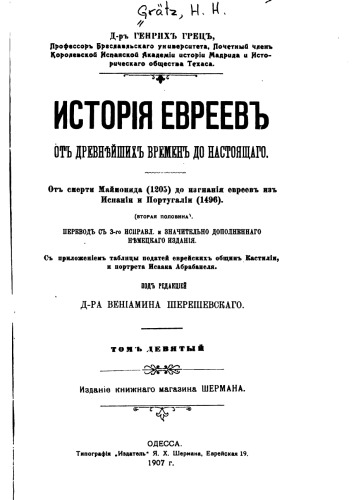 Grätz, H. H.
Д-ръ ГЕНРИХЪ ГРЕЦЪ,
Профессоръ Бреславльскаго университета, Почетный членъ
Королевской Испанской Академіи исторіи Мадрида и Исто-
рическаго общества Техаса.
ИСТОРІЯ ЕВРЕЕВЪ
ОТЪ ДРЕВНѢЙШИХЪ ВРЕМЕНЪ ДО НАСТОЯЩАГО.
Отъ смерти Маймонида (1205) до изгнанія евреевъ изъ
Испаніи и Португаліи (1496).
(ВТОРАЯ ПОЛОВИНА).
ПЕРЕВОДЪ СЪ 3-го ИСПРАВЛ. и ЗНАЧИТЕЛЬНО ДОПОЛНЕННАГО
НѢМЕЦКАГО ИЗДАНІЯ.
Съ приложеніемъ таблицы податей еврейскихъ общинъ Кастиліи,
и портрета Исаака Абрабанеля.
ПОДЪ РЕДАКЦІЕЙ
Д-РА ВЕНІАМИНА ШЕРЕШЕВСКАГО.
ТОМЪ ДЕВЯТЫЙ
Изданіе книжнаго магазина ШЕРМАНА.
ОДЕССА.
Типографія „Издатель" Я. Х. Шермана, Еврейская 19.
1907 г.